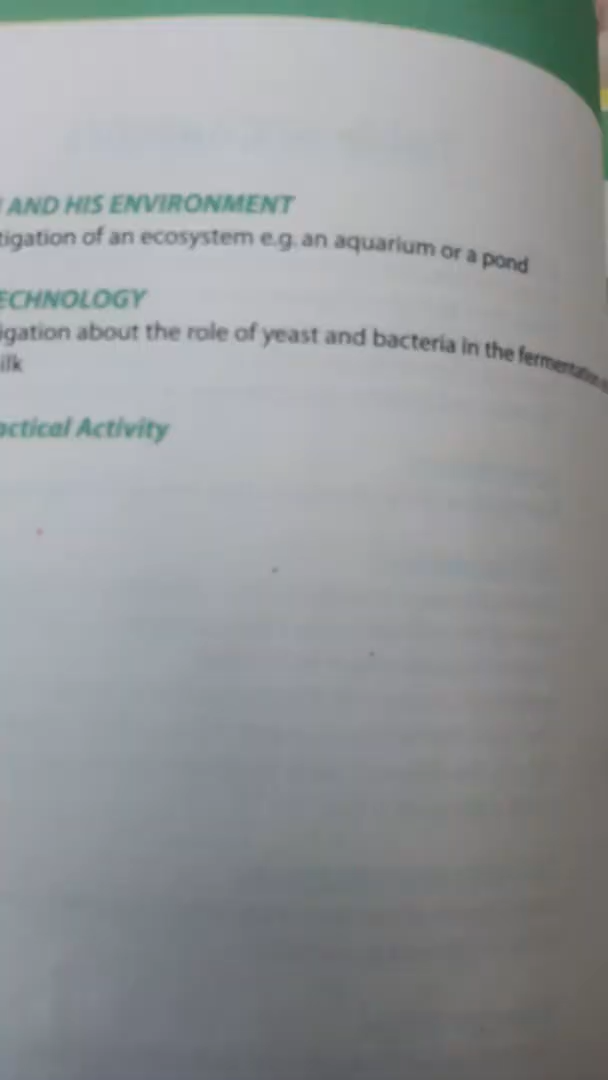 AND HIS ENVIRONMENT
tigation of an ecosystem e.g. an aquarium or a pond
ECHNOLOGY
igation about the role of yeast and bacteria in the fermentation
ilk
actical Activity